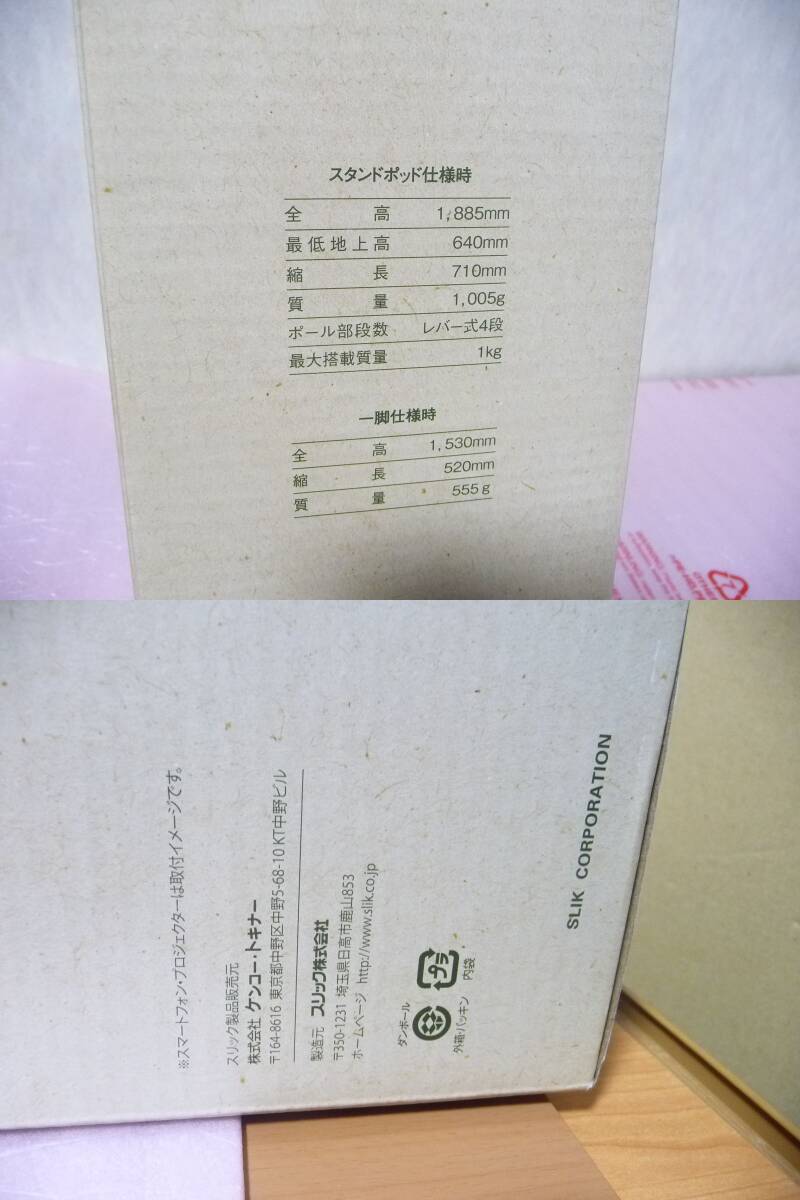 スタンドポッド仕様時
全高 1,885mm
最低地上高 640mm
縮長 710mm
質量 1,005g
ポール部段数 レバー式4段
最大搭載質量 1kg
一脚仕様時
全高 1,530mm
縮長 520mm
質量 555g
※スマートフォン・プロジェクターは取付イメージです。
スリック製品販売元
株式会社 ケンコー・トキナー
〒164-8616 東京都中野区中野5-68-10 KT中野ビル
製造元 スリック株式会社
〒350-1231 埼玉県日高市鹿山853
ホームページ http://www.slik.co.jp
ダンボール
外箱・パッキン
プラ
内袋
SLIK CORPORATION